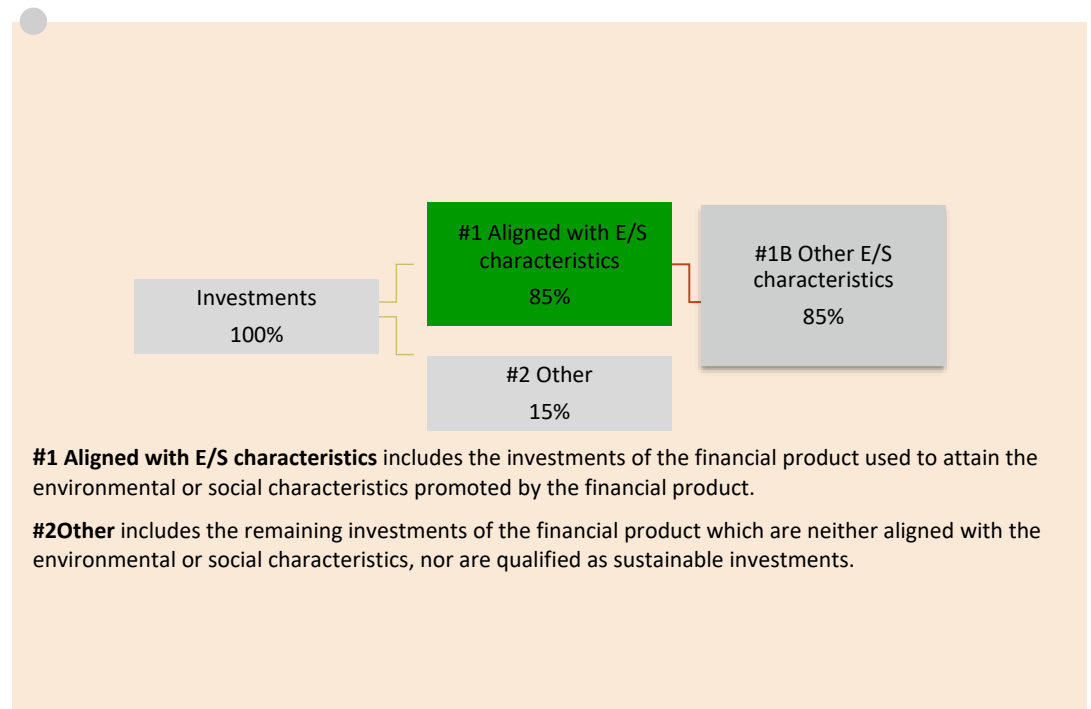 #1 Aligned with E/S
characteristics
85%
#1B Other E/S
characteristics
85%
Investments
100%
#2 Other
15%
#1 Aligned with E/S characteristics includes the investments of the financial product used to attain the
environmental or social characteristics promoted by the financial product.
#2Other includes the remaining investments of the financial product which are neither aligned with the
environmental or social characteristics, nor are qualified as sustainable investments.